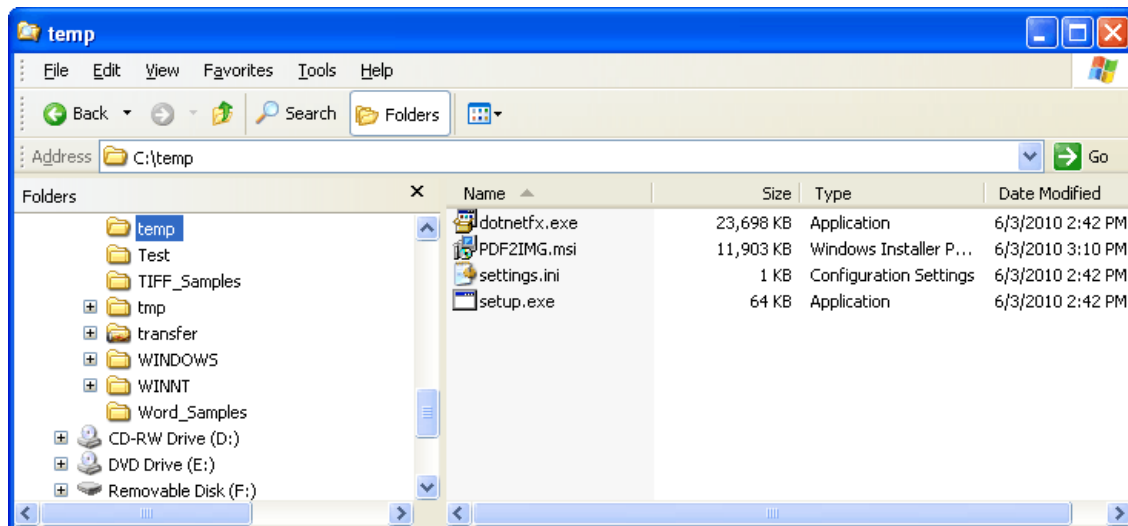 temp
File Edit View Favorites Tools Help
Back Search Folders
Address C:\temp Go
Folders × Name Size Type Date Modified
temp dotnetfx.exe 23,698 KB Application 6/3/2010 2:42 PM
Test PDF2IMG.msi 11,903 KB Windows Installer P... 6/3/2010 3:10 PM
TIFF_Samples settings.ini 1 KB Configuration Settings 6/3/2010 2:42 PM
tmp setup.exe 64 KB Application 6/3/2010 2:42 PM
transfer
WINDOWS
WINNT
Word_Samples
CD-RW Drive (D:)
DVD Drive (E:)
Removable Disk (F:)